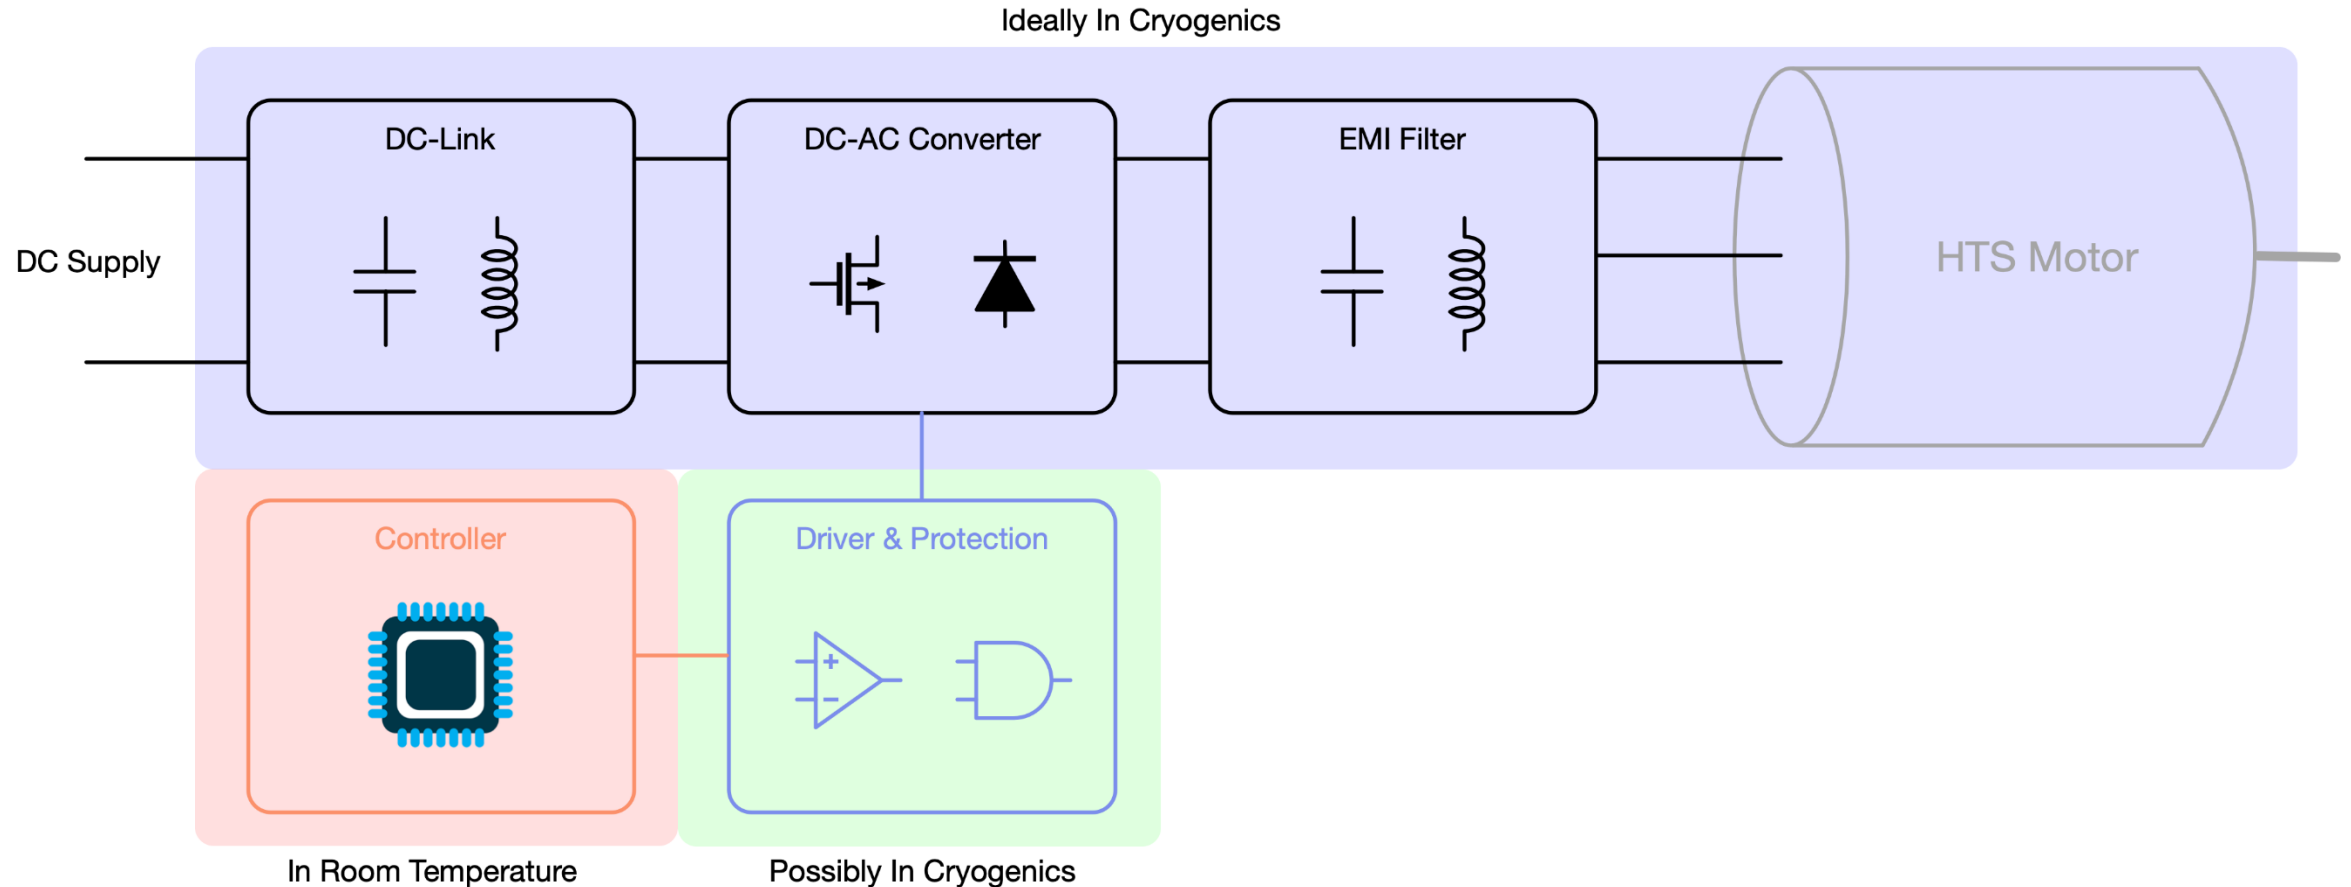 Ideally In Cryogenics
DC-Link
DC-AC Converter
EMI Filter
DC Supply
HTS Motor
Controller
Driver & Protection
In Room Temperature
Possibly In Cryogenics